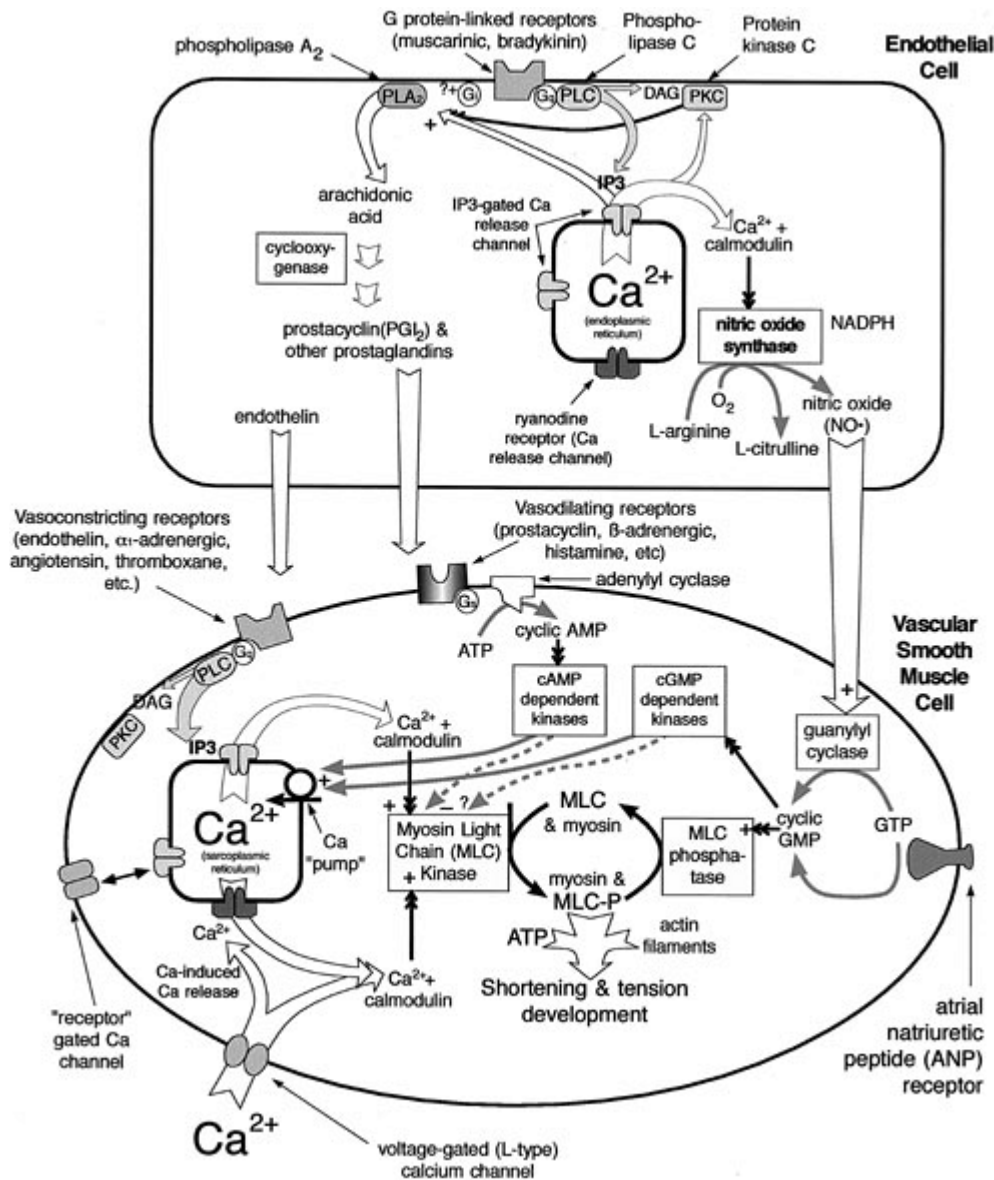 G protein-linked receptors
(muscarinic, bradykinin)
Phospho-
lipase C
Protein
kinase C
Endothelial
Cell
phospholipase A2
PLA2
?+
Gi
Gq
PLC
DAG
PKC
+
IP3
arachidonic
acid
IP3-gated Ca
release
channel
Ca2+ +
calmodulin
cyclooxy-
genase
Ca2+
(endoplasmic
reticulum)
nitric oxide
synthase
NADPH
prostacyclin(PGI2) &
other prostaglandins
O2
nitric oxide
(NO•)
L-arginine
L-citrulline
ryanodine
receptor (Ca
release channel)
endothelin
Vasoconstricting receptors
(endothelin, α1-adrenergic,
angiotensin, thromboxane,
etc.)
Vasodilating receptors
(prostacyclin, ß-adrenergic,
histamine, etc)
adenylyl cyclase
Gs
ATP
cyclic AMP
Vascular
Smooth
Muscle
Cell
PLC
DAG
PKC
IP3
Ca2+ +
calmodulin
cAMP
dependent
kinases
cGMP
dependent
kinases
+
guanylyl
cyclase
+
Ca2+
(sarcoplasmic
reticulum)
Ca
"pump"
+
– ?
Myosin Light
Chain (MLC)
Kinase
+
MLC
& myosin
myosin &
MLC-P
MLC
phospha-
tase
+
cyclic
GMP
GTP
ATP
actin
filaments
Shortening & tension
development
Ca2+
Ca-induced
Ca release
Ca2++
calmodulin
"receptor"
gated Ca
channel
Ca2+
voltage-gated (L-type)
calcium channel
atrial
natriuretic
peptide (ANP)
receptor